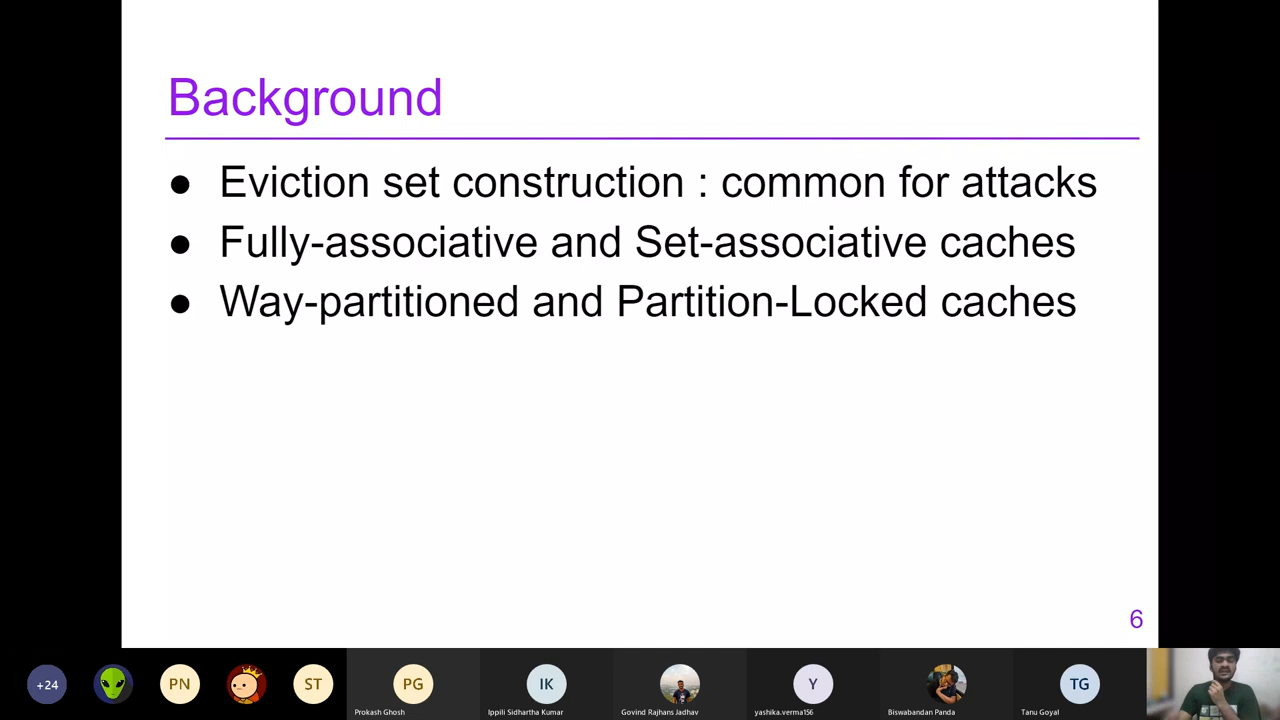 Background
● Eviction set construction : common for attacks
● Fully-associative and Set-associative caches
● Way-partitioned and Partition-Locked caches
6
+24
PN
ST
PG
IK
Y
TG
Prokash Ghosh
Ippili Sidhartha Kumar
Govind Rajhans Jadhav
yashika.verma156
Biswabandan Panda
Tanu Goyal